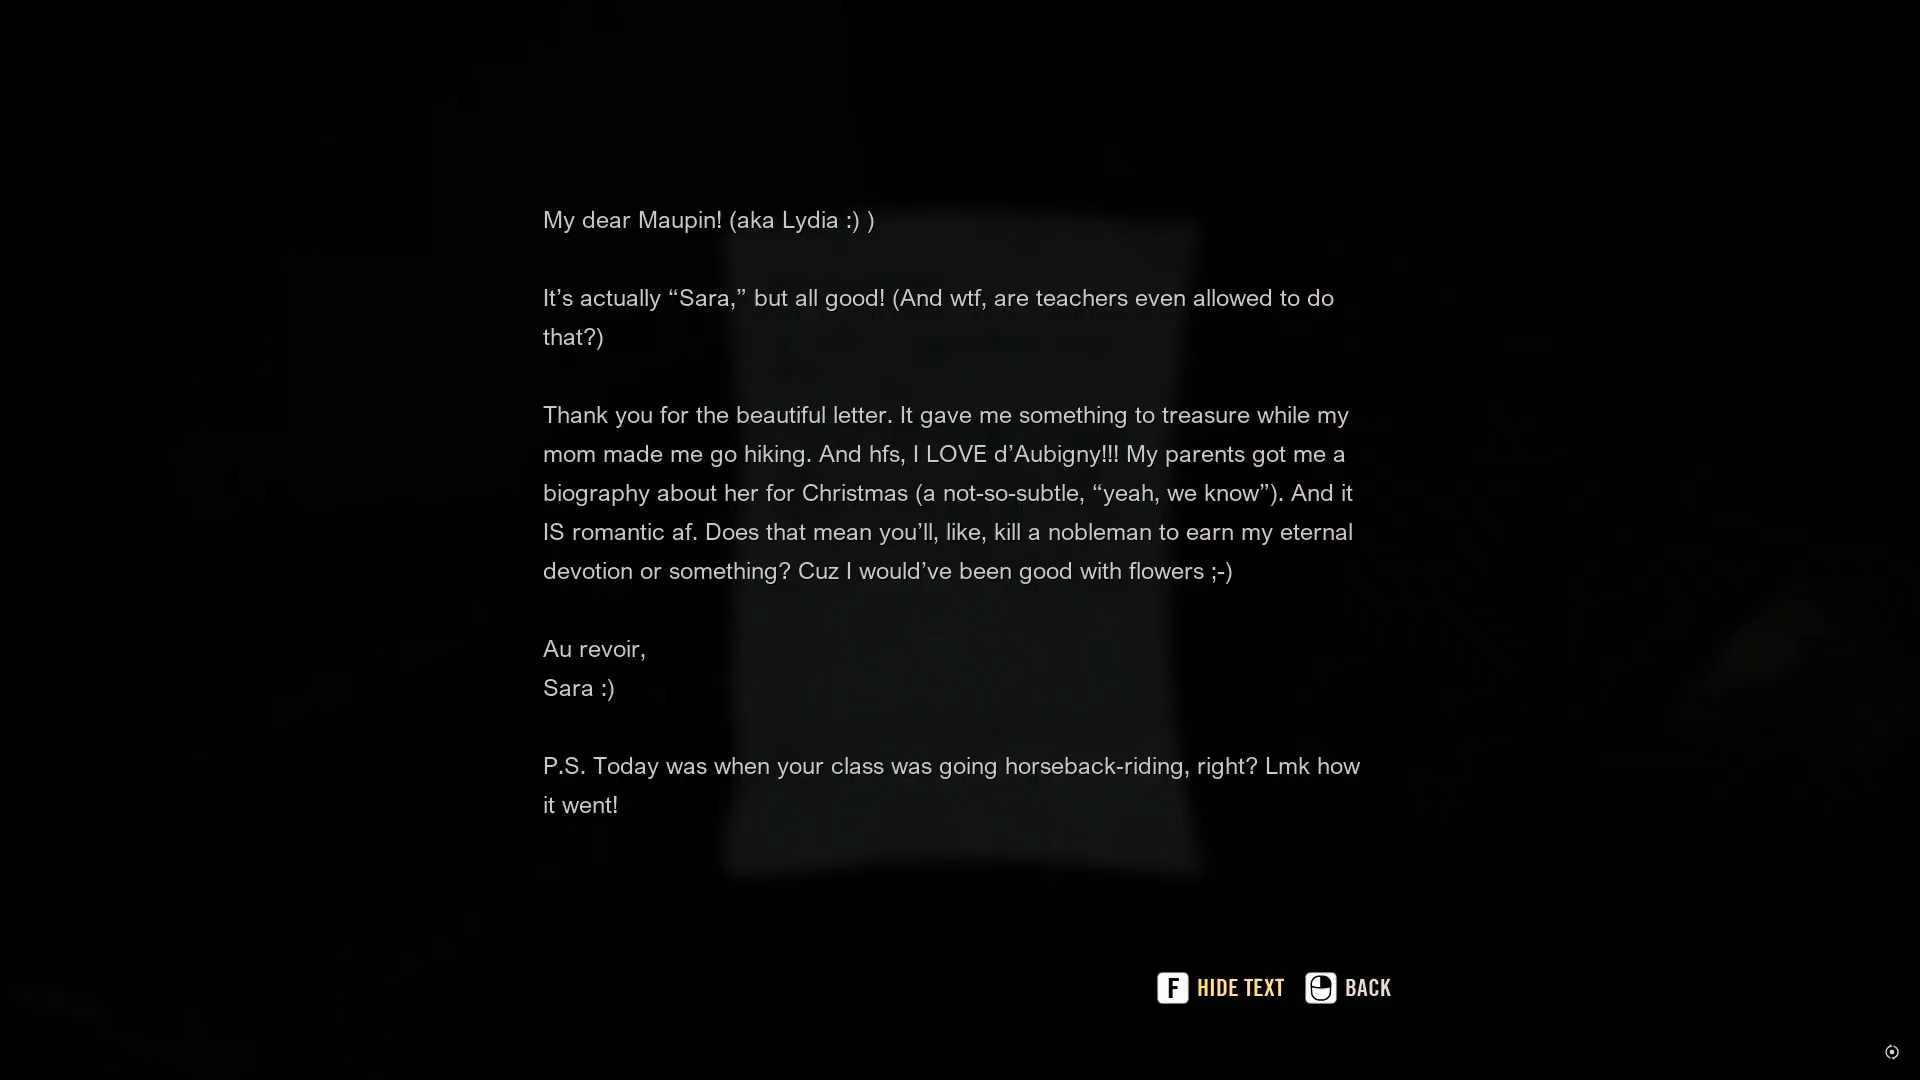 My dear Maupin! (aka Lydia :) )
It’s actually “Sara,” but all good! (And wtf, are teachers even allowed to do
that?)
Thank you for the beautiful letter. It gave me something to treasure while my
mom made me go hiking. And hfs, I LOVE d’Aubigny!!! My parents got me a
biography about her for Christmas (a not-so-subtle, “yeah, we know”). And it
IS romantic af. Does that mean you’ll, like, kill a nobleman to earn my eternal
devotion or something? Cuz I would’ve been good with flowers ;-)
Au revoir,
Sara :)
P.S. Today was when your class was going horseback-riding, right? Lmk how
it went!
F HIDE TEXT BACK